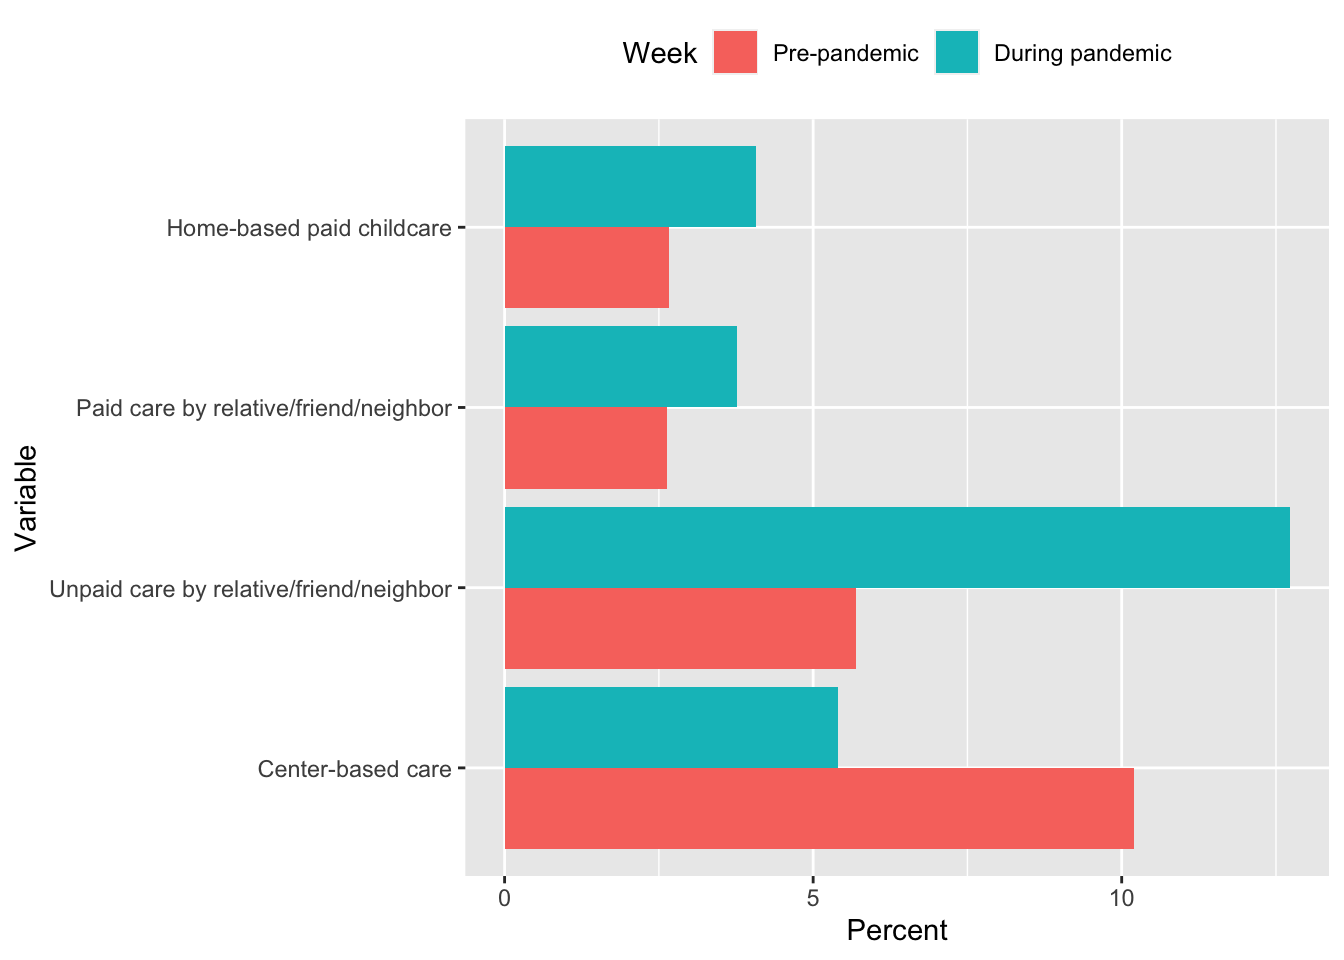 Week Pre-pandemic During pandemic
Home-based paid childcare
Paid care by relative/friend/neighbor
Unpaid care by relative/friend/neighbor
Center-based care
Variable
0 5 10
Percent